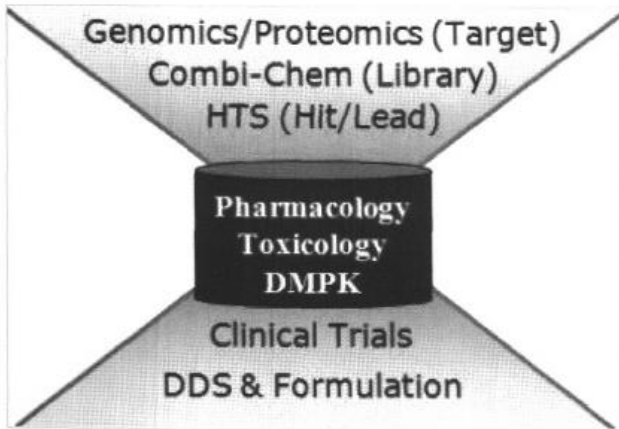 Genomics/Proteomics (Target)
Combi-Chem (Library)
HTS (Hit/Lead)
Pharmacology
Toxicology
DMPK
Clinical Trials
DDS & Formulation